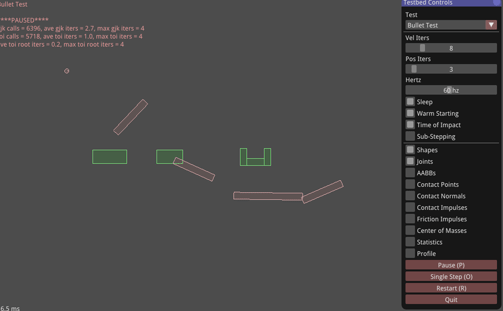 ullet Test
***PAUSED****
jk calls = 6396, ave gjk iters = 2.7, max gjk iters = 4
oi calls = 5718, ave toi iters = 1.0, max toi iters = 4
ve toi root iters = 0.2, max toi root iters = 4
6.5 ms
Testbed Controls
Test
Bullet Test
Vel Iters
8
Pos Iters
3
Hertz
60 hz
Sleep
Warm Starting
Time of Impact
Sub-Stepping
Shapes
Joints
AABBs
Contact Points
Contact Normals
Contact Impulses
Friction Impulses
Center of Masses
Statistics
Profile
Pause (P)
Single Step (O)
Restart (R)
Quit